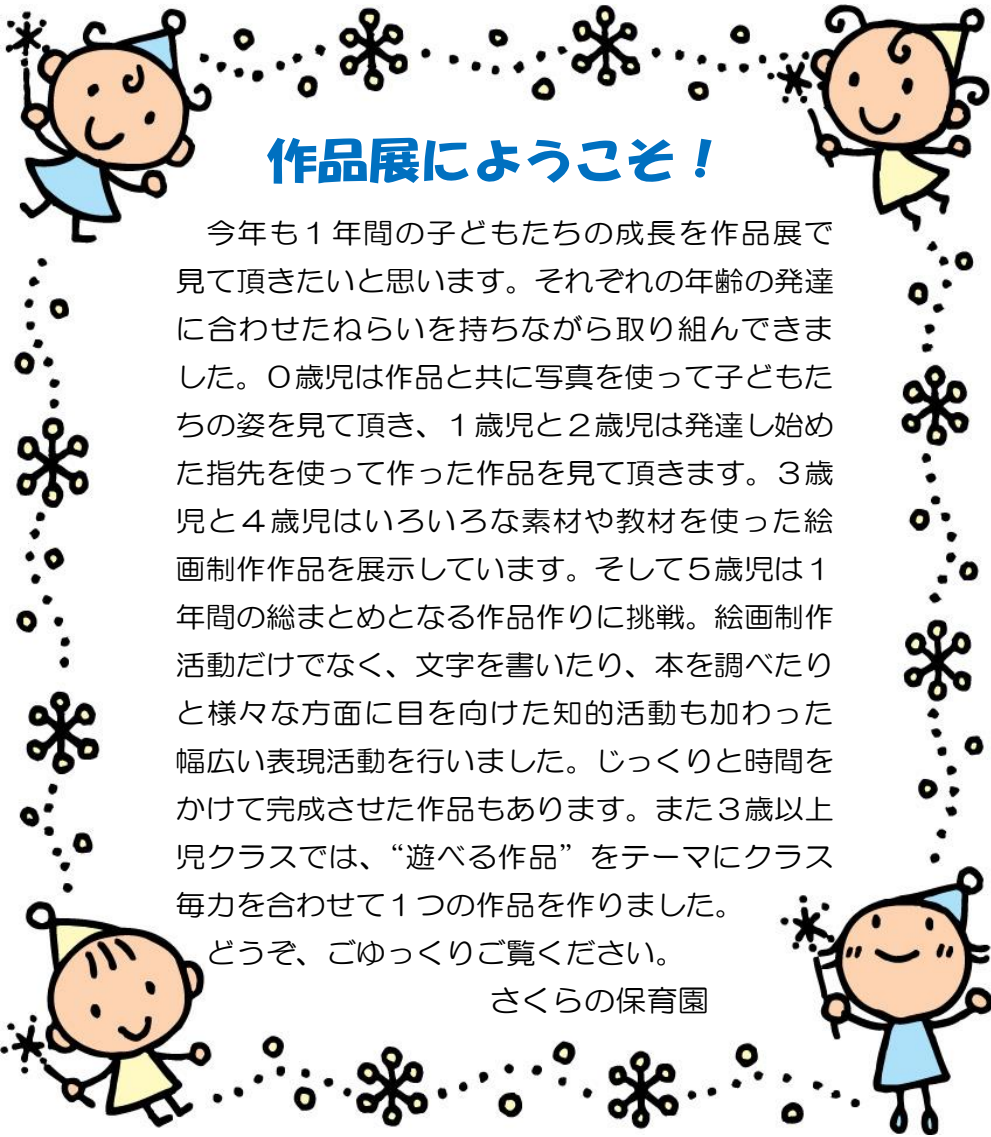 作品展にようこそ！
　今年も１年間の子どもたちの成長を作品展で
見て頂きたいと思います。それぞれの年齢の発達
に合わせたねらいを持ちながら取り組んできま
した。０歳児は作品と共に写真を使って子どもた
ちの姿を見て頂き、１歳児と２歳児は発達し始め
た指先を使って作った作品を見て頂きます。３歳
児と４歳児はいろいろな素材や教材を使った絵
画制作作品を展示しています。そして５歳児は１
年間の総まとめとなる作品作りに挑戦。絵画制作
活動だけでなく、文字を書いたり、本を調べたり
と様々な方面に目を向けた知的活動も加わった
幅広い表現活動を行いました。じっくりと時間を
かけて完成させた作品もあります。また３歳以上
児クラスでは、“遊べる作品”をテーマにクラス
毎力を合わせて１つの作品を作りました。
　どうぞ、ごゆっくりご覧ください。
さくらの保育園